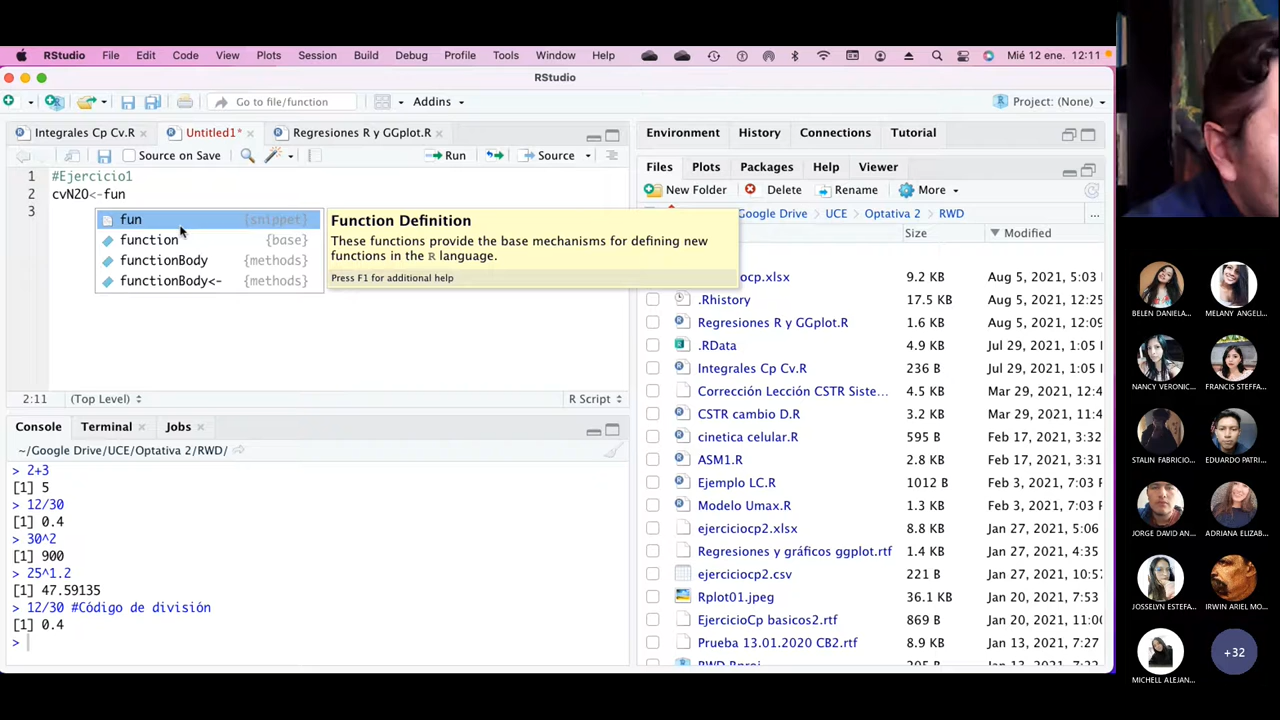 RStudio File Edit Code View Plots Session Build Debug Profile Tools Window Help Mié 12 ene. 12:11
RStudio
Go to file/function Addins Project: (None)
Integrales Cp Cv.R Untitled1* Regresiones R y GGplot.R
Source on Save Run Source
1 #Ejercicio1
2 cvN2O<-fun
3
fun {snippet}
function {base}
functionBody {methods}
functionBody<- {methods}
Function Definition
These functions provide the base mechanisms for defining new
functions in the R language.
Press F1 for additional help
2:11 (Top Level) R Script
Console Terminal Jobs
~/Google Drive/UCE/Optativa 2/RWD/
> 2+3
[1] 5
> 12/30
[1] 0.4
> 30^2
[1] 900
> 25^1.2
[1] 47.59135
> 12/30 #Código de división
[1] 0.4
>
Environment History Connections Tutorial
Files Plots Packages Help Viewer
New Folder Delete Rename More
Google Drive UCE Optativa 2 RWD ...
Size Modified
ocp.xlsx 9.2 KB Aug 5, 2021, 5:03
.Rhistory 17.5 KB Aug 5, 2021, 12:25
Regresiones R y GGplot.R 1.6 KB Aug 5, 2021, 12:09
.RData 4.9 KB Jul 29, 2021, 1:05
Integrales Cp Cv.R 236 B Jul 29, 2021, 1:05
Corrección Lección CSTR Siste... 4.5 KB Mar 29, 2021, 12:4
CSTR cambio D.R 3.2 KB Mar 29, 2021, 11:4
cinetica celular.R 595 B Feb 17, 2021, 3:32
ASM1.R 2.8 KB Feb 17, 2021, 3:31
Ejemplo LC.R 1012 B Feb 3, 2021, 7:03
Modelo Umax.R 1.3 KB Feb 3, 2021, 7:03
ejerciciocp2.xlsx 8.8 KB Jan 27, 2021, 5:06
Regresiones y gráficos ggplot.rtf 1.4 KB Jan 27, 2021, 4:35
ejerciciocp2.csv 221 B Jan 27, 2021, 10:57
Rplot01.jpeg 36.1 KB Jan 20, 2021, 7:53
EjercicioCp basicos2.rtf 869 B Jan 20, 2021, 11:00
Prueba 13.01.2020 CB2.rtf 8.9 KB Jan 13, 2021, 7:27
BELEN DANIELA... MELANY ANGELI...
NANCY VERONIC... FRANCIS STEFFA...
STALIN FABRICIO... EDUARDO PATRI...
JORGE DAVID AN... ADRIANA ELIZAB...
JOSSELYN ESTEFA... IRWIN ARIEL MO...
+32
MICHELL ALEJAN...